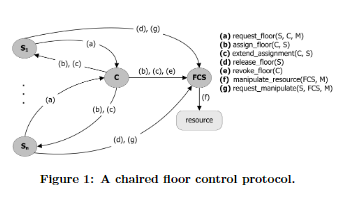 (d), (g)
(a) request_floor(S, C, M)
(b) assign_floor(C, S)
(c) extend_assignment(C, S)
(d) release_floor(S)
(e) revoke_floor(C)
(f) manipulate_resource(FCS, M)
(g) request_manipulate(S, FCS, M)
S1
(a)
(b), (c)
C
(b), (c), (e)
FCS
(f)
(a)
(b), (c)
resource
(d), (g)
Sn
Figure 1: A chaired floor control protocol.